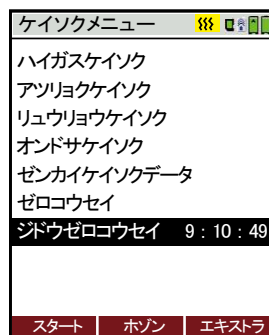 ケイソクメニュー
ハイガスケイソク
アツリョクケイソク
リュウリョウケイソク
オンドサケイソク
ゼンカイケイソクデータ
ゼロコウセイ
ジドウゼロコウセイ 9 : 10 : 49
スタート ホゾン エキストラ